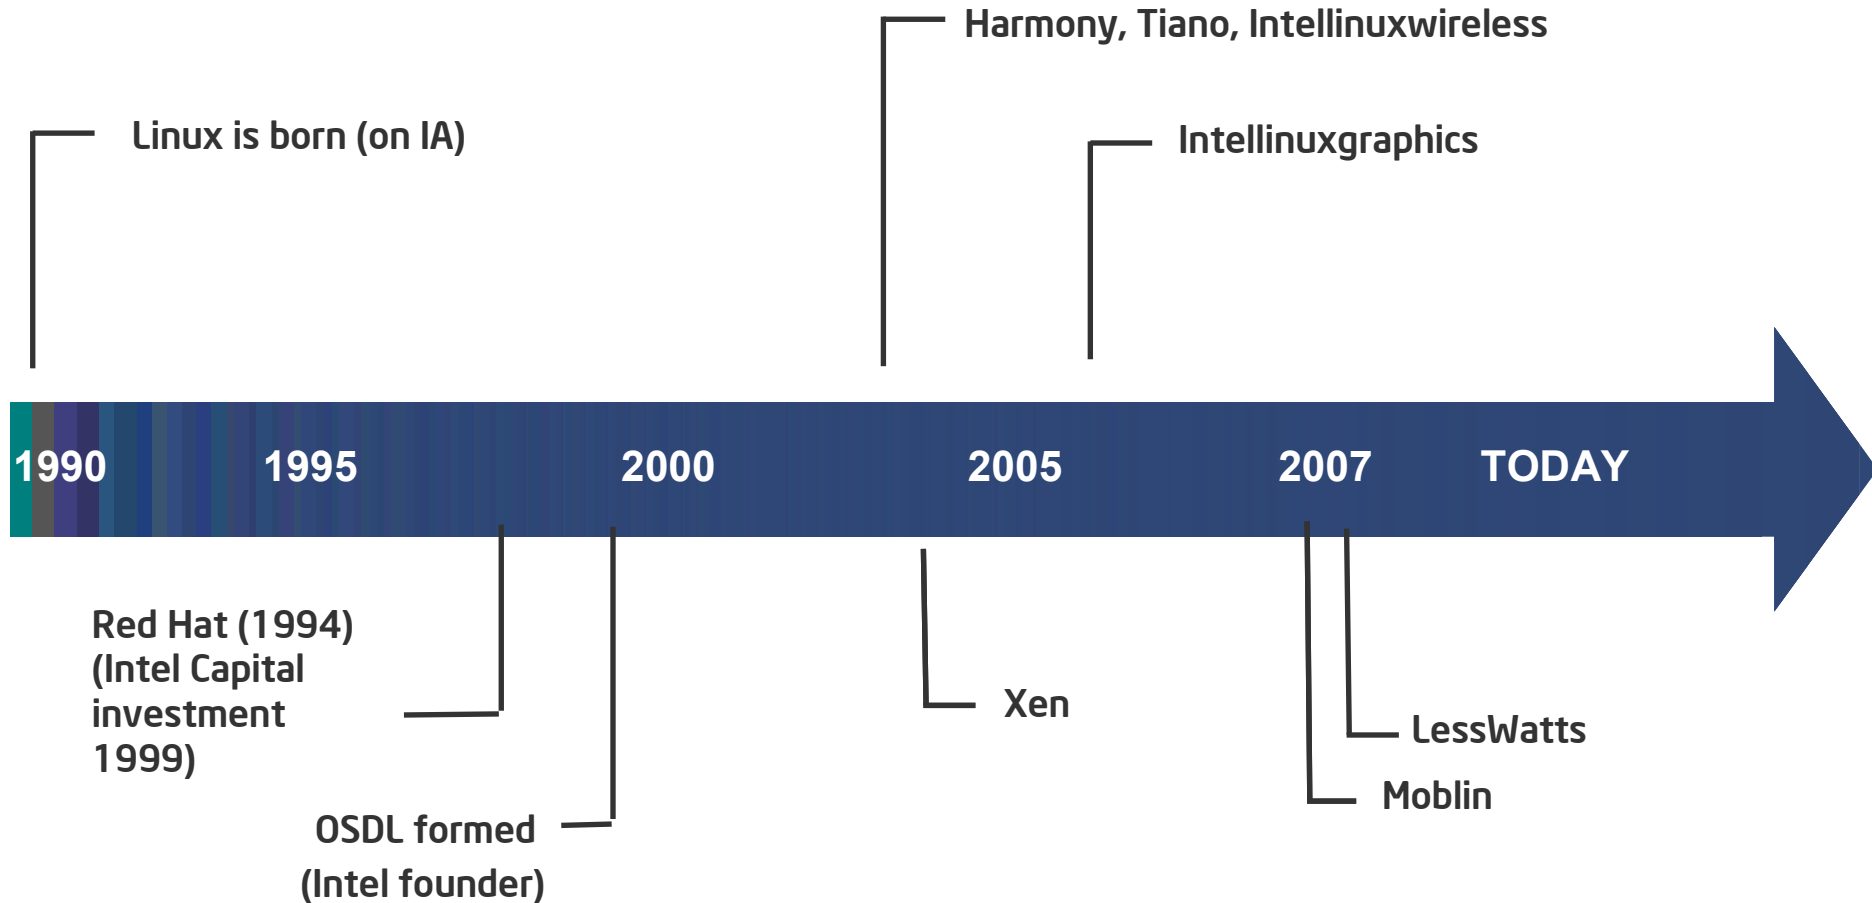 Harmony, Tiano, Intellinuxwireless
Linux is born (on IA)
Intellinuxgraphics
1990
1995
2000
2005
2007
TODAY
Red Hat (1994)
(Intel Capital
investment
1999)
OSDL formed
(Intel founder)
Xen
LessWatts
Moblin